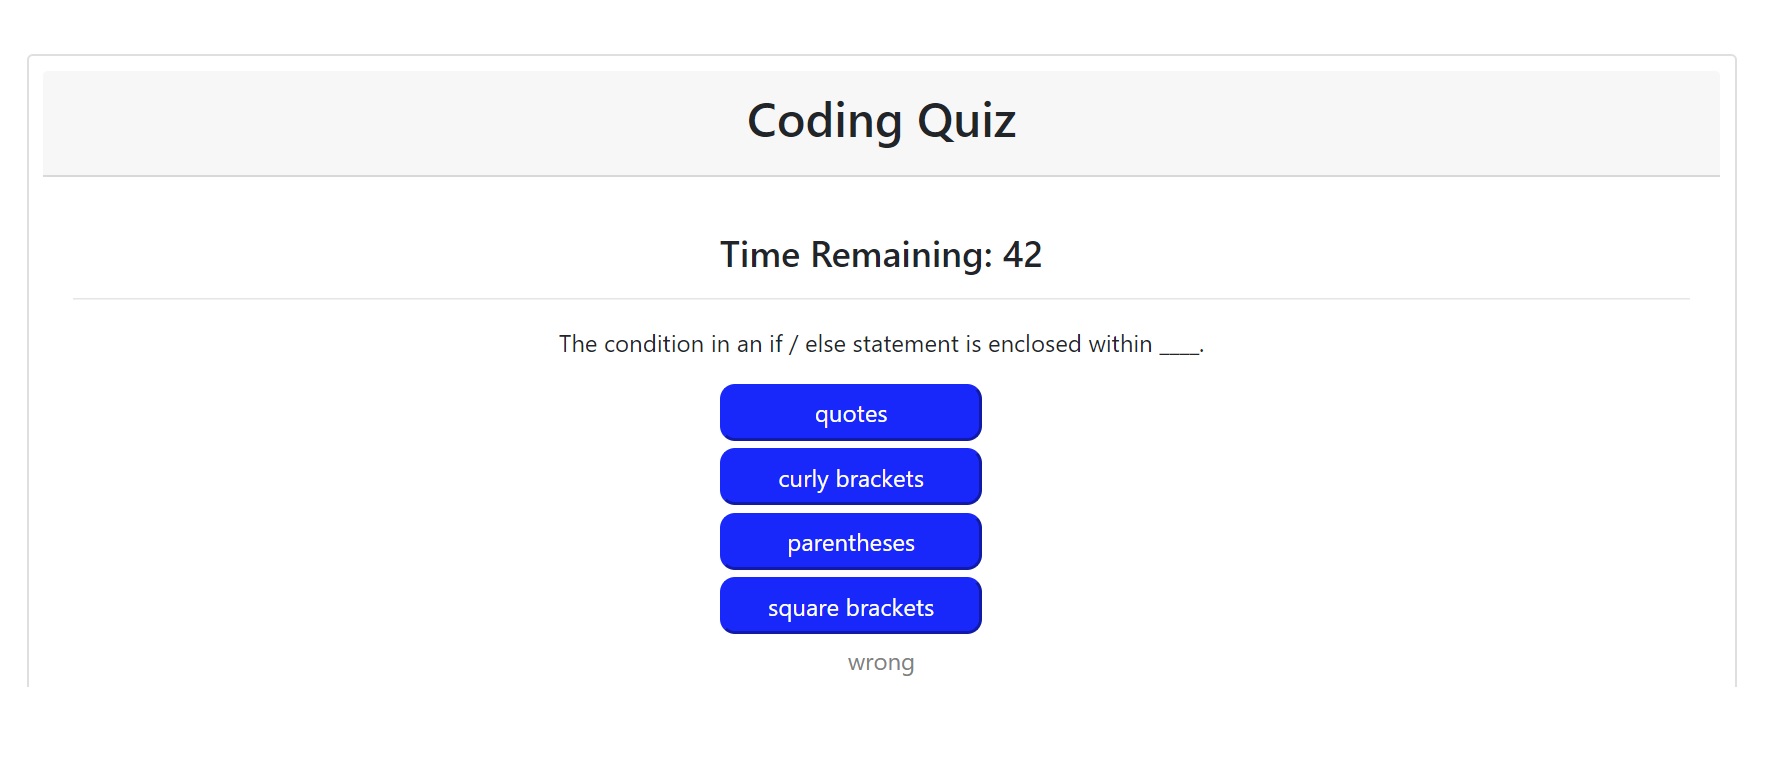 Coding Quiz
Time Remaining: 42
The condition in an if / else statement is enclosed within ____.
quotes
curly brackets
parentheses
square brackets
wrong